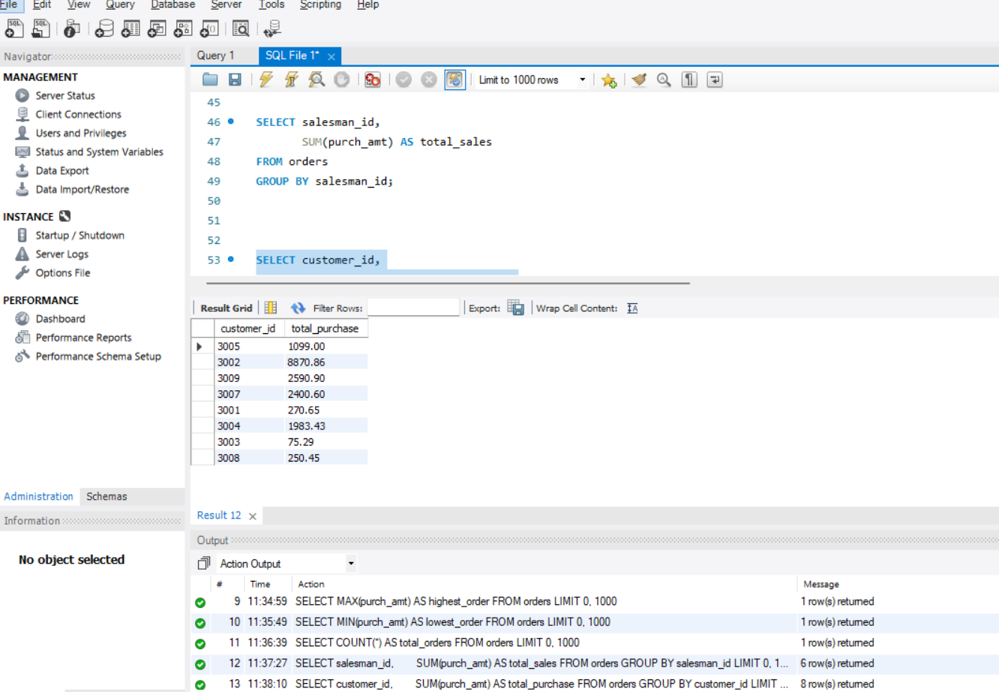 File Edit View Query Database Server Tools Scripting Help
Navigator
MANAGEMENT
Server Status
Client Connections
Users and Privileges
Status and System Variables
Data Export
Data Import/Restore
INSTANCE
Startup / Shutdown
Server Logs
Options File
PERFORMANCE
Dashboard
Performance Reports
Performance Schema Setup
Administration Schemas
Information
No object selected
Query 1 SQL File 1*
Limit to 1000 rows
45
46 SELECT salesman_id,
47 SUM(purch_amt) AS total_sales
48 FROM orders
49 GROUP BY salesman_id;
50
51
52
53 SELECT customer_id,
Result Grid Filter Rows: Export: Wrap Cell Content:
customer_id total_purchase
3005 1099.00
3002 8870.86
3009 2590.90
3007 2400.60
3001 270.65
3004 1983.43
3003 75.29
3008 250.45
Result 12
Output
Action Output
# Time Action Message
9 11:34:59 SELECT MAX(purch_amt) AS highest_order FROM orders LIMIT 0, 1000 1 row(s) returned
10 11:35:49 SELECT MIN(purch_amt) AS lowest_order FROM orders LIMIT 0, 1000 1 row(s) returned
11 11:36:39 SELECT COUNT(*) AS total_orders FROM orders LIMIT 0, 1000 1 row(s) returned
12 11:37:27 SELECT salesman_id, SUM(purch_amt) AS total_sales FROM orders GROUP BY salesman_id LIMIT 0, 1... 6 row(s) returned
13 11:38:10 SELECT customer_id, SUM(purch_amt) AS total_purchase FROM orders GROUP BY customer_id LIMIT ... 8 row(s) returned